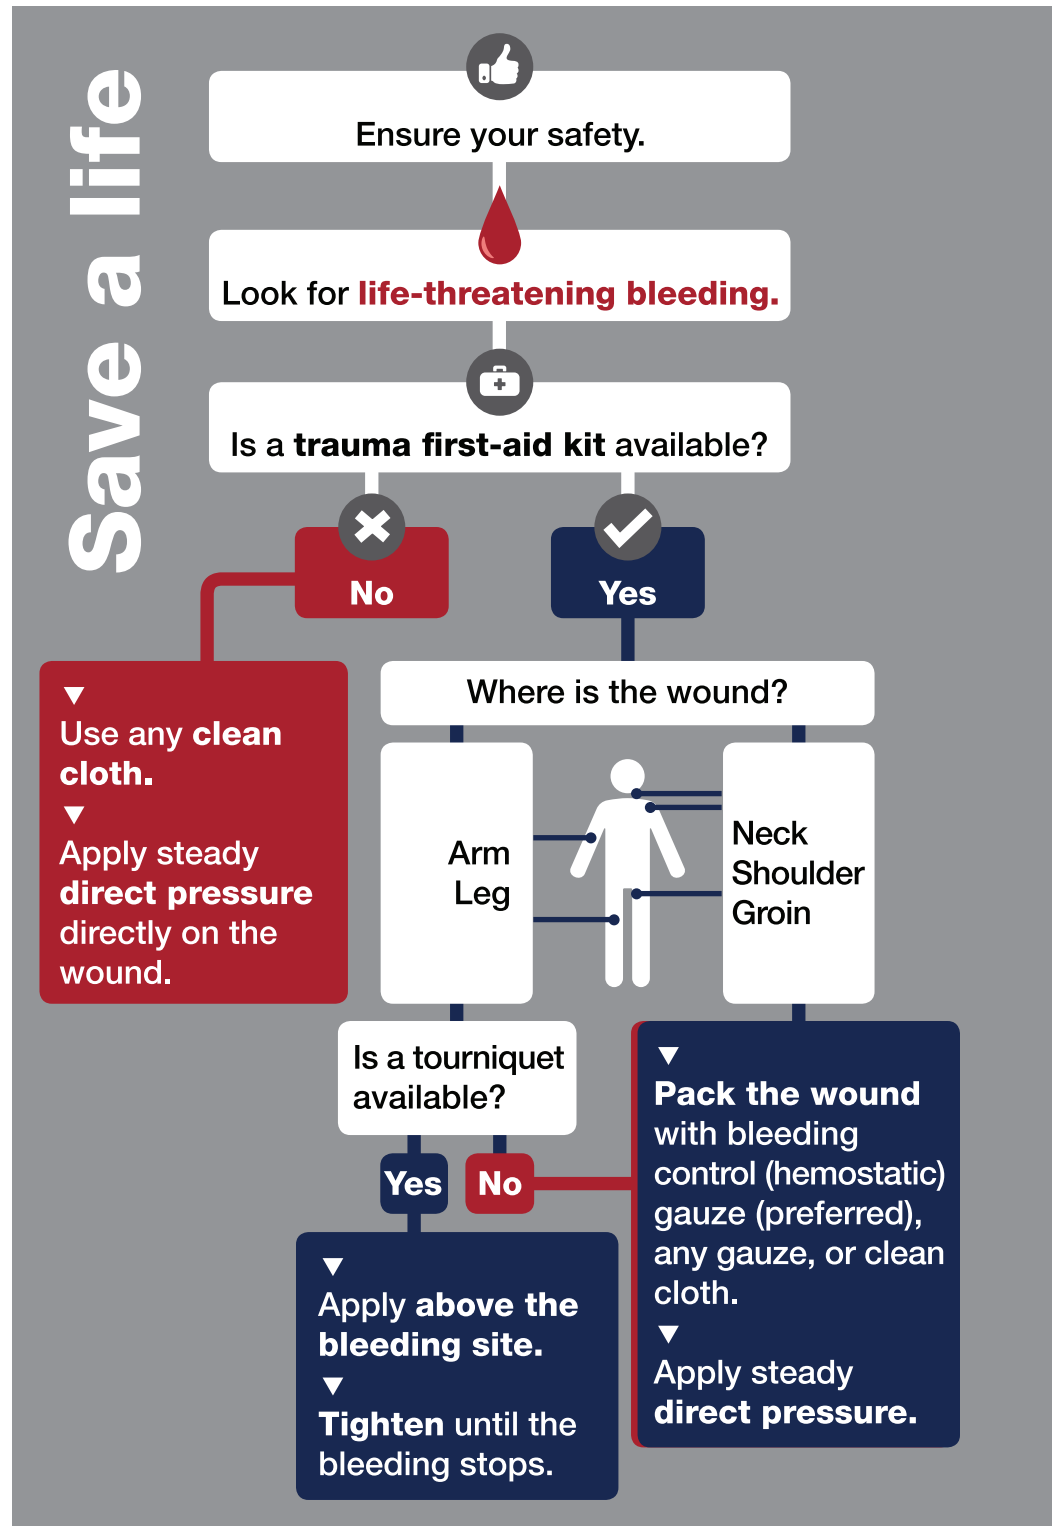 Save a life
Ensure your safety.
Look for life-threatening bleeding.
Is a trauma first-aid kit available?
No
Yes
Use any clean
cloth.
Apply steady
direct pressure
directly on the
wound.
Where is the wound?
Arm
Leg
Neck
Shoulder
Groin
Is a tourniquet
available?
Yes
No
Apply above the
bleeding site.
Tighten until the
bleeding stops.
Pack the wound
with bleeding
control (hemostatic)
gauze (preferred),
any gauze, or clean
cloth.
Apply steady
direct pressure.